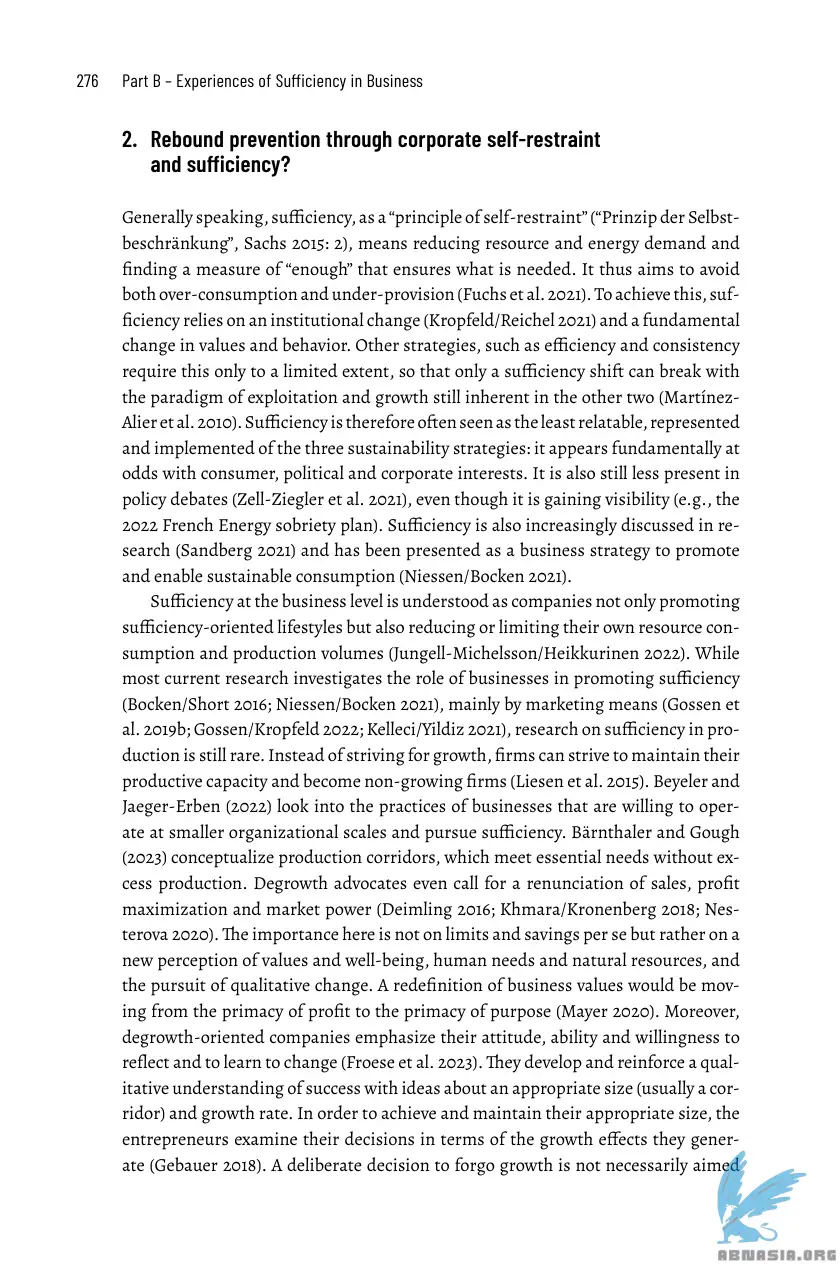 276 Part B – Experiences of Sufficiency in Business
2. Rebound prevention through corporate self-restraint
and sufficiency?
Generally speaking, sufficiency, as a “principle of self-restraint” (“Prinzip der Selbst-
beschränkung”, Sachs 2015: 2), means reducing resource and energy demand and
finding a measure of “enough” that ensures what is needed. It thus aims to avoid
both over-consumption and under-provision (Fuchs et al. 2021). To achieve this, suf-
ficiency relies on an institutional change (Kropfeld/Reichel 2021) and a fundamental
change in values and behavior. Other strategies, such as efficiency and consistency
require this only to a limited extent, so that only a sufficiency shift can break with
the paradigm of exploitation and growth still inherent in the other two (Martínez-
Alier et al. 2010). Sufficiency is therefore often seen as the least relatable, represented
and implemented of the three sustainability strategies: it appears fundamentally at
odds with consumer, political and corporate interests. It is also still less present in
policy debates (Zell-Ziegler et al. 2021), even though it is gaining visibility (e.g., the
2022 French Energy sobriety plan). Sufficiency is also increasingly discussed in re-
search (Sandberg 2021) and has been presented as a business strategy to promote
and enable sustainable consumption (Niessen/Bocken 2021).
Sufficiency at the business level is understood as companies not only promoting
sufficiency-oriented lifestyles but also reducing or limiting their own resource con-
sumption and production volumes (Jungell-Michelsson/Heikkurinen 2022). While
most current research investigates the role of businesses in promoting sufficiency
(Bocken/Short 2016; Niessen/Bocken 2021), mainly by marketing means (Gossen et
al. 2019b; Gossen/Kropfeld 2022; Kelleci/Yildiz 2021), research on sufficiency in pro-
duction is still rare. Instead of striving for growth, firms can strive to maintain their
productive capacity and become non-growing firms (Liesen et al. 2015). Beyeler and
Jaeger-Erben (2022) look into the practices of businesses that are willing to oper-
ate at smaller organizational scales and pursue sufficiency. Bärnthaler and Gough
(2023) conceptualize production corridors, which meet essential needs without ex-
cess production. Degrowth advocates even call for a renunciation of sales, profit
maximization and market power (Deimling 2016; Khmara/Kronenberg 2018; Nes-
terova 2020). The importance here is not on limits and savings per se but rather on a
new perception of values and well-being, human needs and natural resources, and
the pursuit of qualitative change. A redefinition of business values would be mov-
ing from the primacy of profit to the primacy of purpose (Mayer 2020). Moreover,
degrowth-oriented companies emphasize their attitude, ability and willingness to
reflect and to learn to change (Froese et al. 2023). They develop and reinforce a qual-
itative understanding of success with ideas about an appropriate size (usually a cor-
ridor) and growth rate. In order to achieve and maintain their appropriate size, the
entrepreneurs examine their decisions in terms of the growth effects they gener-
ate (Gebauer 2018). A deliberate decision to forgo growth is not necessarily aimed
ABNASIA.ORG